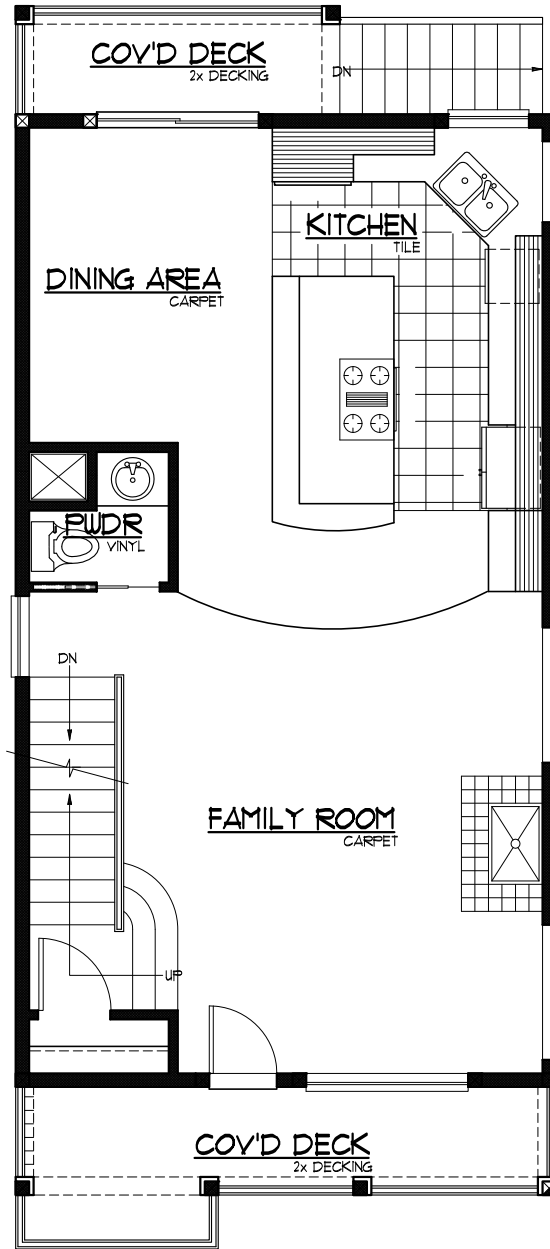 COV'D DECK
2x DECKING
DN
KITCHEN
TILE
DINING AREA
CARPET
PWDR
VINYL
DN
FAMILY ROOM
CARPET
UP
COV'D DECK
2x DECKING